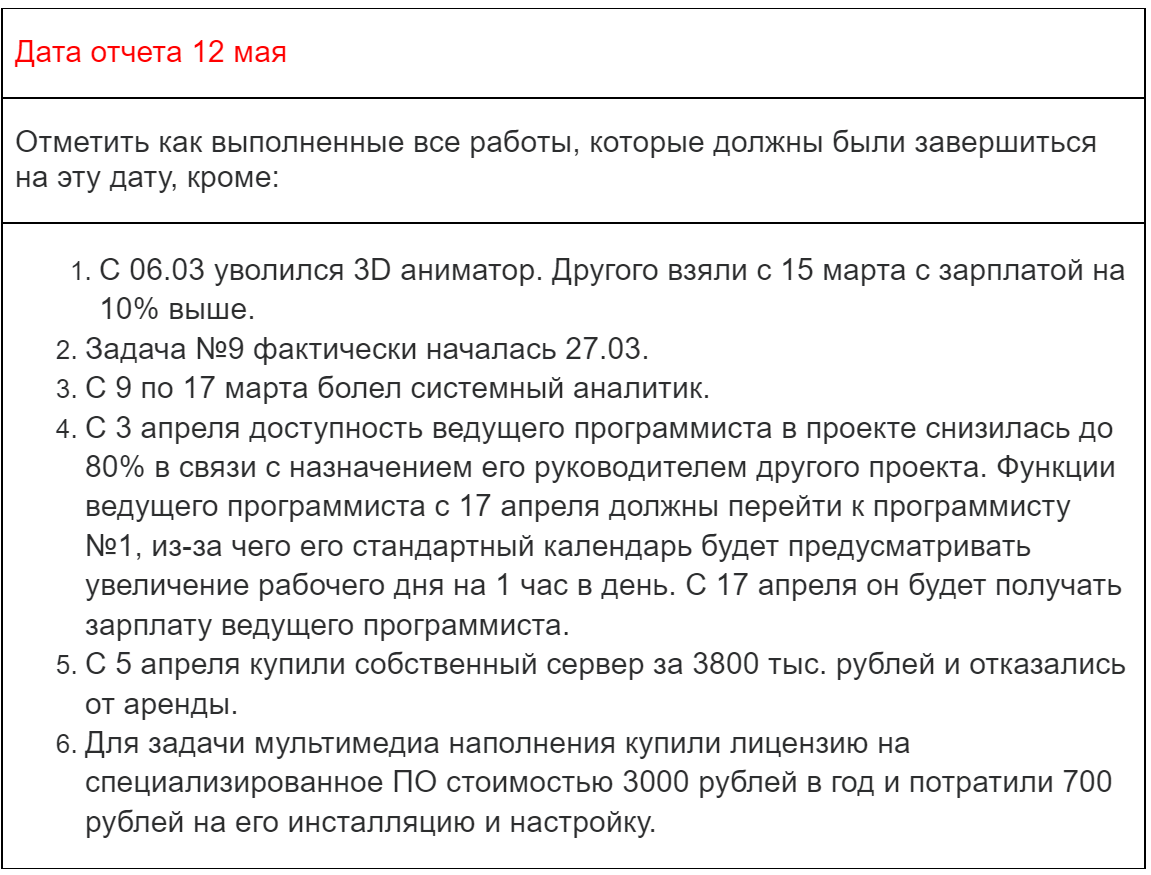 Дата отчета 12 мая
Отметить как выполненные все работы, которые должны были завершиться
на эту дату, кроме:
1. С 06.03 уволился 3D аниматор. Другого взяли с 15 марта с зарплатой на
10% выше.
2. Задача №9 фактически началась 27.03.
3. С 9 по 17 марта болел системный аналитик.
4. С 3 апреля доступность ведущего программиста в проекте снизилась до
80% в связи с назначением его руководителем другого проекта. Функции
ведущего программиста с 17 апреля должны перейти к программисту
№1, из-за чего его стандартный календарь будет предусматривать
увеличение рабочего дня на 1 час в день. С 17 апреля он будет получать
зарплату ведущего программиста.
5. С 5 апреля купили собственный сервер за 3800 тыс. рублей и отказались
от аренды.
6. Для задачи мультимедиа наполнения купили лицензию на
специализированное ПО стоимостью 3000 рублей в год и потратили 700
рублей на его инсталляцию и настройку.